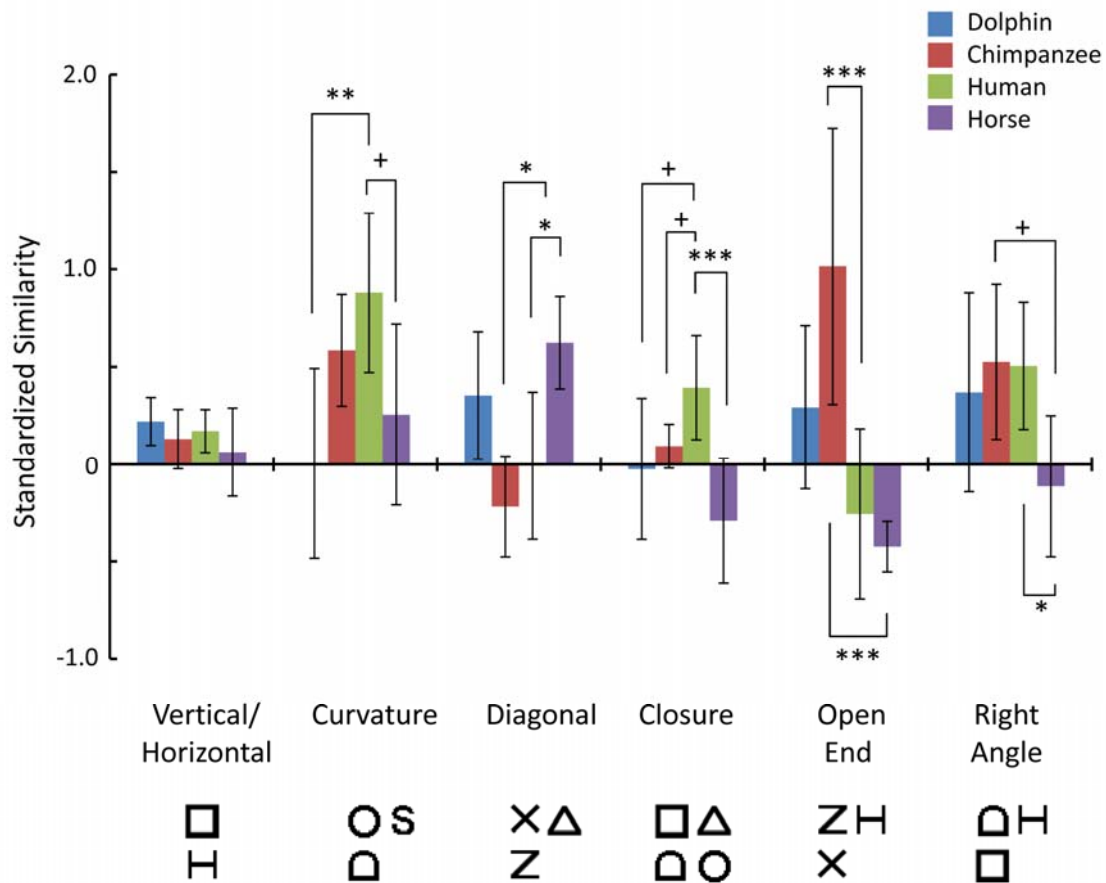 Dolphin
Chimpanzee
Human
Horse
2.0
1.0
0
-1.0
Standardized Similarity
**
+
*
*
+
+
***
***
***
+
*
Vertical/
Horizontal
Curvature
Diagonal
Closure
Open
End
Right
Angle
S
X
Z H
H
H
Z
X